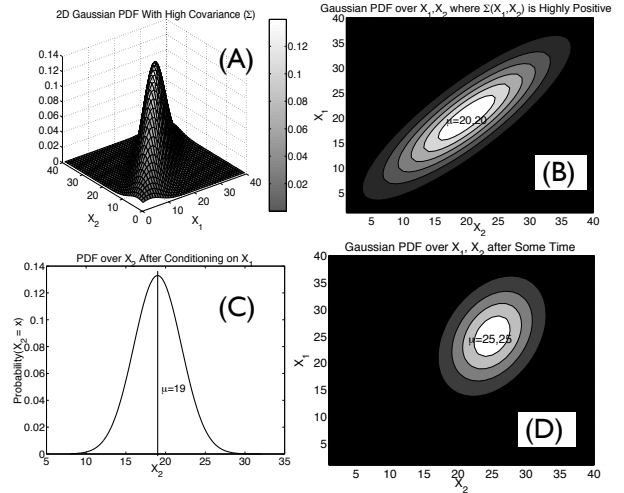 2D Gaussian PDF With High Covariance (Σ)
(A)
0.14
0.12
0.1
0.08
0.06
0.04
0.02
0
40
30
20
10
0
X2
0
10
20
30
40
X1
0.12
0.1
0.08
0.06
0.04
0.02
Gaussian PDF over X1,X2 where Σ(X1,X2) is Highly Positive
40
35
30
25
20
15
10
5
X1
μ=20,20
(B)
5 10 15 20 25 30 35 40
X2
PDF over X2 After Conditioning on X1
0.14
0.12
0.1
0.08
0.06
0.04
0.02
0
Probability(X2 = x)
(C)
μ=19
5 10 15 20 25 30 35
X2
Gaussian PDF over X1, X2 after Some Time
40
35
30
25
20
15
10
5
X1
μ=25,25
(D)
5 10 15 20 25 30 35 40
X2